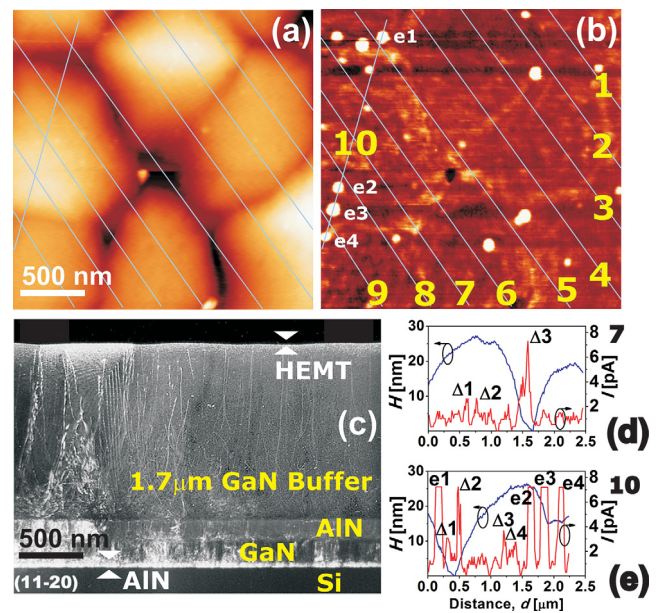 (a)
500 nm
(b)
e1
1
2
10
e2
e3
3
e4
4
9 8 7 6 5
(c)
HEMT
1.7μm GaN Buffer
AlN
500 nm
GaN
(11-20) AlN Si
7
30 8
Δ3
20 6
H [nm] 4 I [pA]
Δ1 Δ2
10 2
0 0
0.0 0.5 1.0 1.5 2.0 2.5
(d)
10
30 e1 e3 e4 8
Δ2 e2
20 6
Δ1
H [nm] 4 I [pA]
Δ3
10 Δ4 2
0 0
0.0 0.5 1.0 1.5 2.0 2.5
Distance, d [μm]
(e)